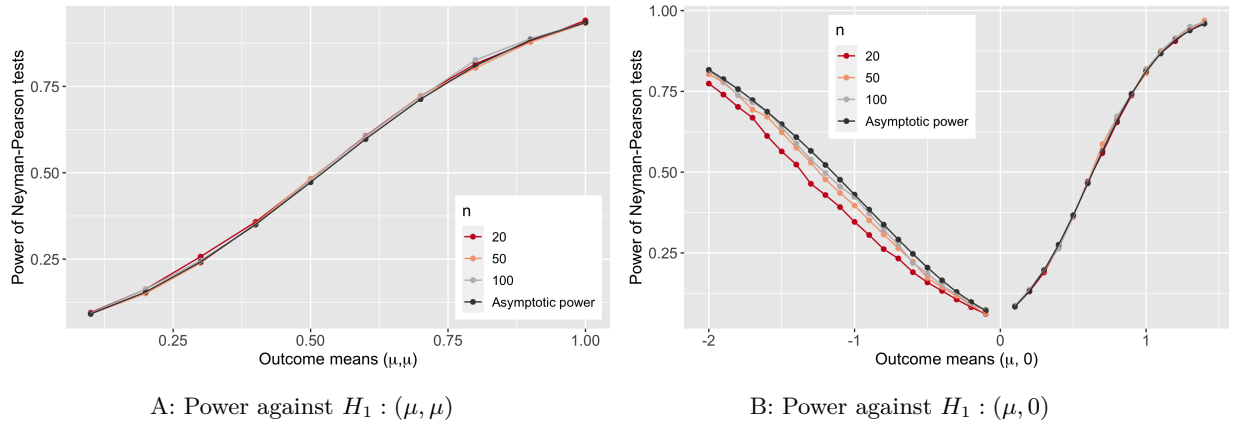 Power of Neyman-Pearson tests
0.75
0.50
0.25
0.25
0.50
0.75
1.00
Outcome means (μ,μ)
n
20
50
100
Asymptotic power
A: Power against H₁ : (μ, μ)
Power of Neyman-Pearson tests
1.00
0.75
0.50
0.25
-2
-1
0
1
Outcome means (μ, 0)
n
20
50
100
Asymptotic power
B: Power against H₁ : (μ, 0)